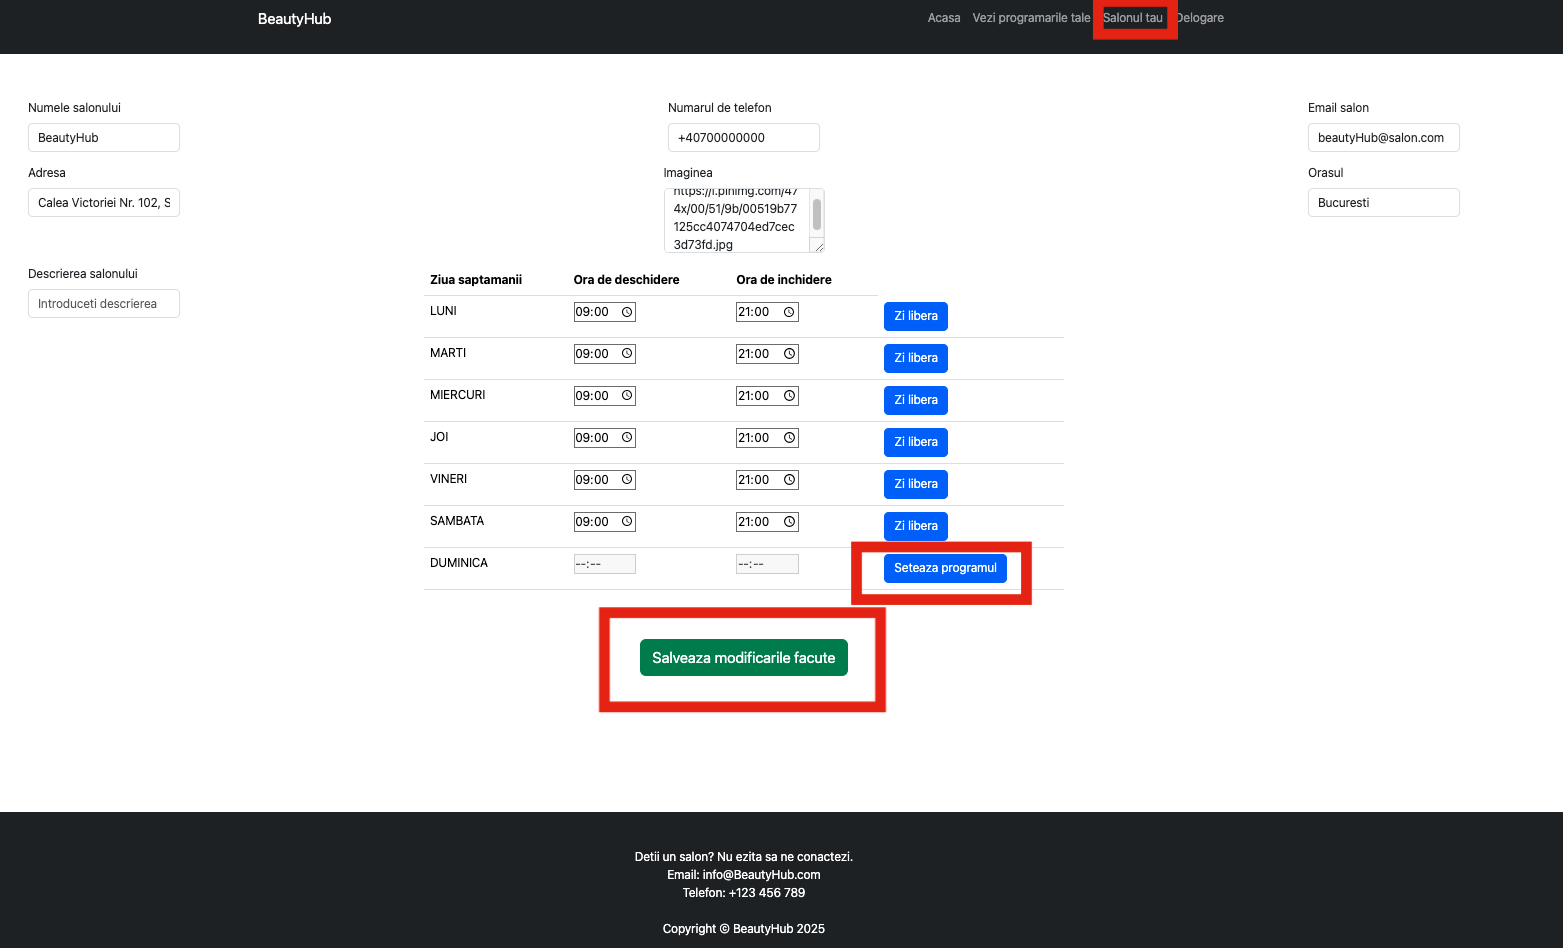 BeautyHub
Acasa Vezi programarile tale Salonul tau Delogare
Numele salonului
BeautyHub
Numarul de telefon
+40700000000
Email salon
beautyHub@salon.com
Adresa
Calea Victoriei Nr. 102, S
Imaginea
https://i.pinimg.com/47
4x/00/51/9b/00519b77
125cc4074704ed7cec
3d73fd.jpg
Orasul
Bucuresti
Descrierea salonului
Introduceti descrierea
Ziua saptamanii Ora de deschidere Ora de inchidere
LUNI 09:00 21:00 Zi libera
MARTI 09:00 21:00 Zi libera
MIERCURI 09:00 21:00 Zi libera
JOI 09:00 21:00 Zi libera
VINERI 09:00 21:00 Zi libera
SAMBATA 09:00 21:00 Zi libera
DUMINICA --:-- --:-- Seteaza programul
Salveaza modificarile facute
Detii un salon? Nu ezita sa ne conactezi.
Email: info@BeautyHub.com
Telefon: +123 456 789
Copyright © BeautyHub 2025